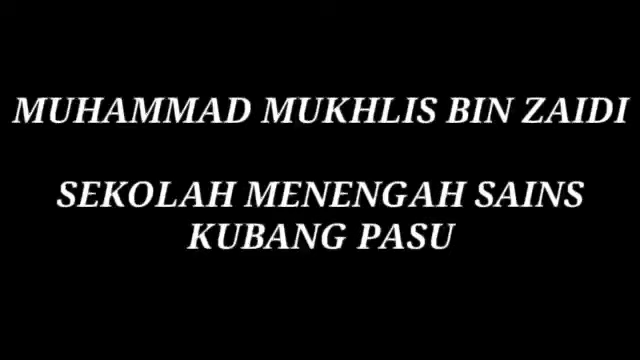 MUHAMMAD MUKHLIS BIN ZAIDI
SEKOLAH MENENGAH SAINS
KUBANG PASU